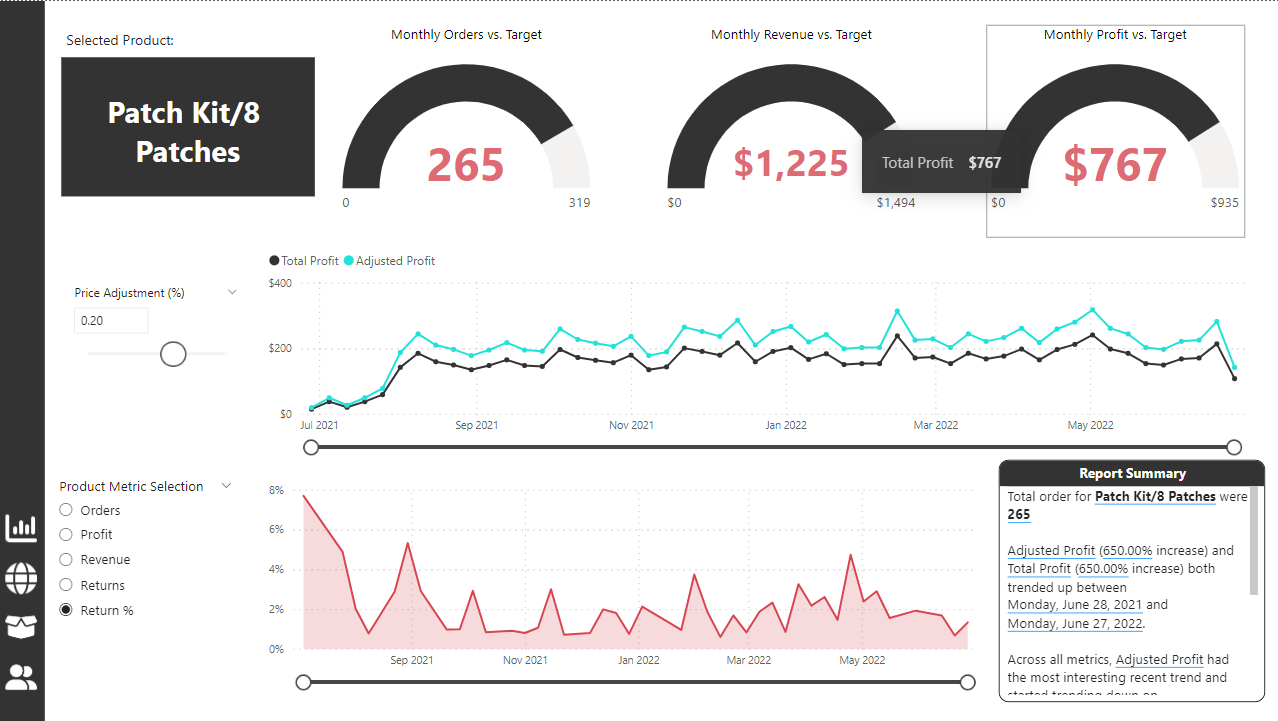 Selected Product:
Patch Kit/8
Patches
Monthly Orders vs. Target
265
0
319
Monthly Revenue vs. Target
$1,225
$0
$1,494
Monthly Profit vs. Target
$767
$0
$935
Total Profit $767
Price Adjustment (%)
0.20
Total Profit Adjusted Profit
$400
$200
$0
Jul 2021 Sep 2021 Nov 2021 Jan 2022 Mar 2022 May 2022
Product Metric Selection
Orders
Profit
Revenue
Returns
Return %
8%
6%
4%
2%
0%
Sep 2021 Nov 2021 Jan 2022 Mar 2022 May 2022
Report Summary
Total order for Patch Kit/8 Patches were
265
Adjusted Profit (650.00% increase) and
Total Profit (650.00% increase) both
trended up between
Monday, June 28, 2021 and
Monday, June 27, 2022.
Across all metrics, Adjusted Profit had
the most interesting recent trend and
started trending down on